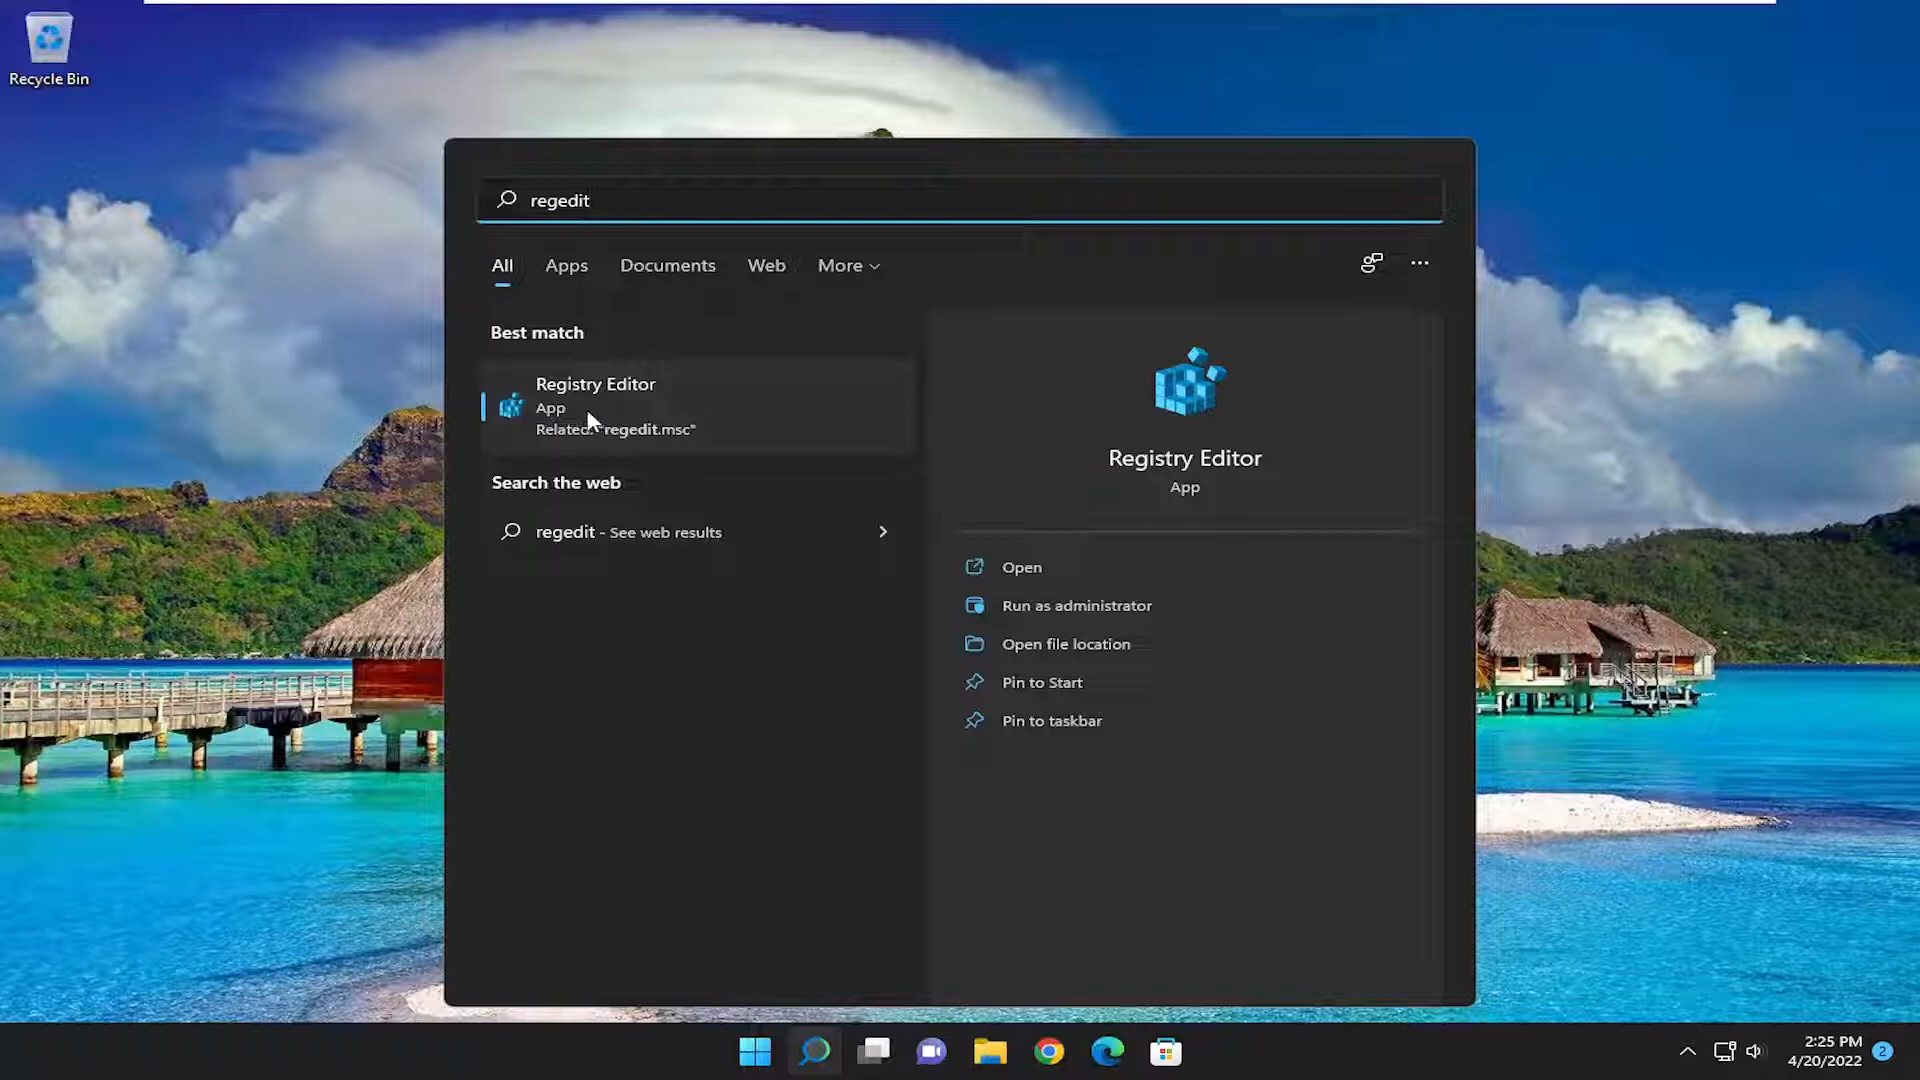 Recycle Bin
regedit
All Apps Documents Web More
Best match
Registry Editor
App
Related: "regedit.msc"
Search the web
regedit - See web results
Registry Editor
App
Open
Run as administrator
Open file location
Pin to Start
Pin to taskbar
2:25 PM
4/20/2022
2